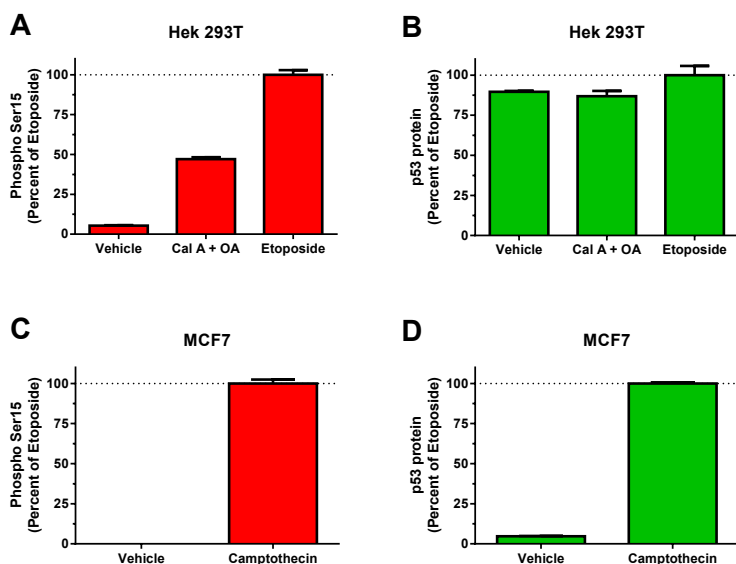 A
Hek 293T
Phospho Ser15
(Percent of Etoposide)
100
75
50
25
0
Vehicle
Cal A + OA
Etoposide
B
Hek 293T
p53 protein
(Percent of Etoposide)
100
75
50
25
0
Vehicle
Cal A + OA
Etoposide
C
MCF7
Phospho Ser15
(Percent of Etoposide)
100
75
50
25
0
Vehicle
Camptothecin
D
MCF7
p53 protein
(Percent of Etoposide)
100
75
50
25
0
Vehicle
Camptothecin